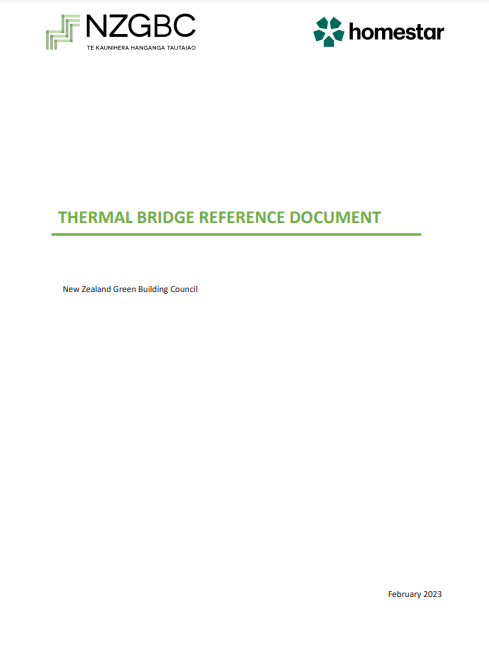 NZGBC
TE KAUNIHERA HANGANGA TAUTAIAO
homestar
THERMAL BRIDGE REFERENCE DOCUMENT
New Zealand Green Building Council
February 2023